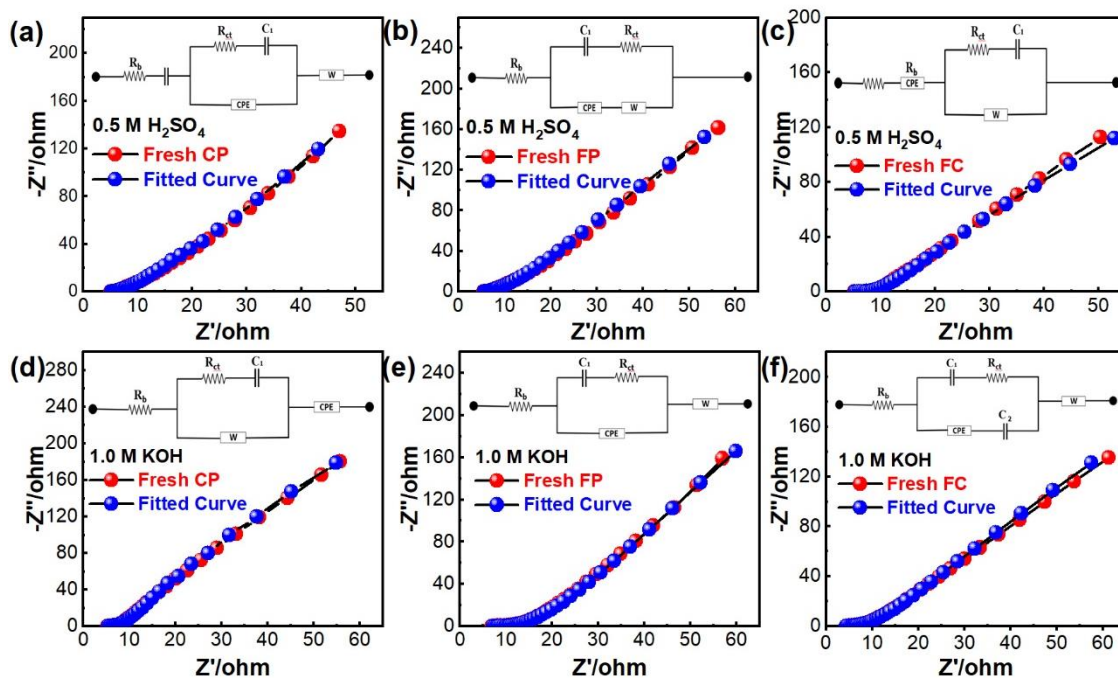 (a)
200
160
120
80
40
0
0 10 20 30 40 50
-Z''/ohm
Z'/ohm
R_b
R_ct
C_1
CPE
W
0.5 M H₂SO₄
Fresh CP
Fitted Curve
(b)
240
200
160
120
80
40
0
0 10 20 30 40 50 60
-Z''/ohm
Z'/ohm
R_b
C_1
R_ct
CPE
W
0.5 M H₂SO₄
Fresh FP
Fitted Curve
(c)
200
160
120
80
40
0
0 10 20 30 40 50
-Z''/ohm
Z'/ohm
R_b
CPE
R_ct
C_1
W
0.5 M H₂SO₄
Fresh FC
Fitted Curve
(d)
280
240
200
160
120
80
40
0
0 10 20 30 40 50 60
-Z''/ohm
Z'/ohm
R_b
R_ct
C_1
W
CPE
1.0 M KOH
Fresh CP
Fitted Curve
(e)
240
200
160
120
80
40
0
0 10 20 30 40 50 60
-Z''/ohm
Z'/ohm
R_b
C_1
R_ct
CPE
W
1.0 M KOH
Fresh FP
Fitted Curve
(f)
200
160
120
80
40
0
0 10 20 30 40 50 60
-Z''/ohm
Z'/ohm
R_b
C_1
R_ct
CPE
C_2
W
1.0 M KOH
Fresh FC
Fitted Curve